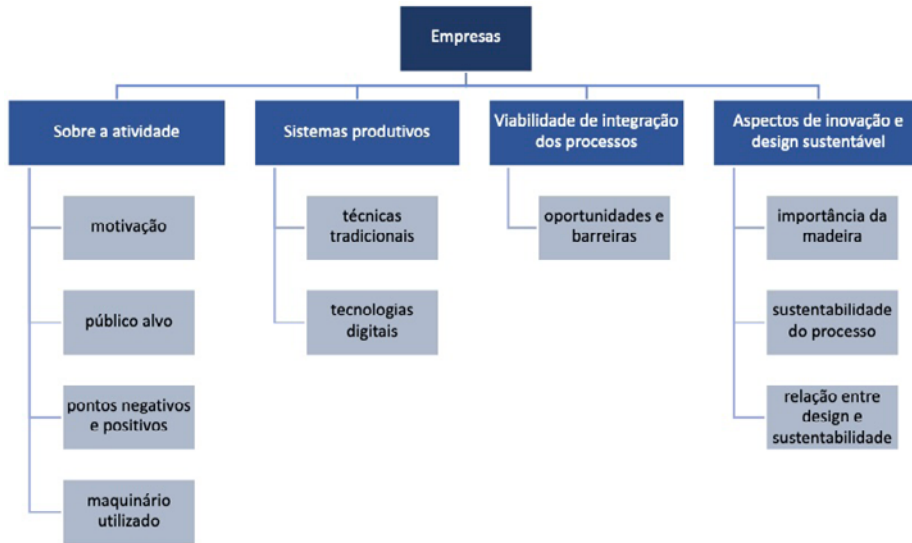 Empresas
Sobre a atividade
motivação
público alvo
pontos negativos
e positivos
maquinário
utilizado
Sistemas produtivos
técnicas
tradicionais
tecnologias
digitais
Viabilidade de integração
dos processos
oportunidades e
barreiras
Aspectos de inovação e
design sustentável
importância da
madeira
sustentabilidade
do processo
relação entre
design e
sustentabilidade